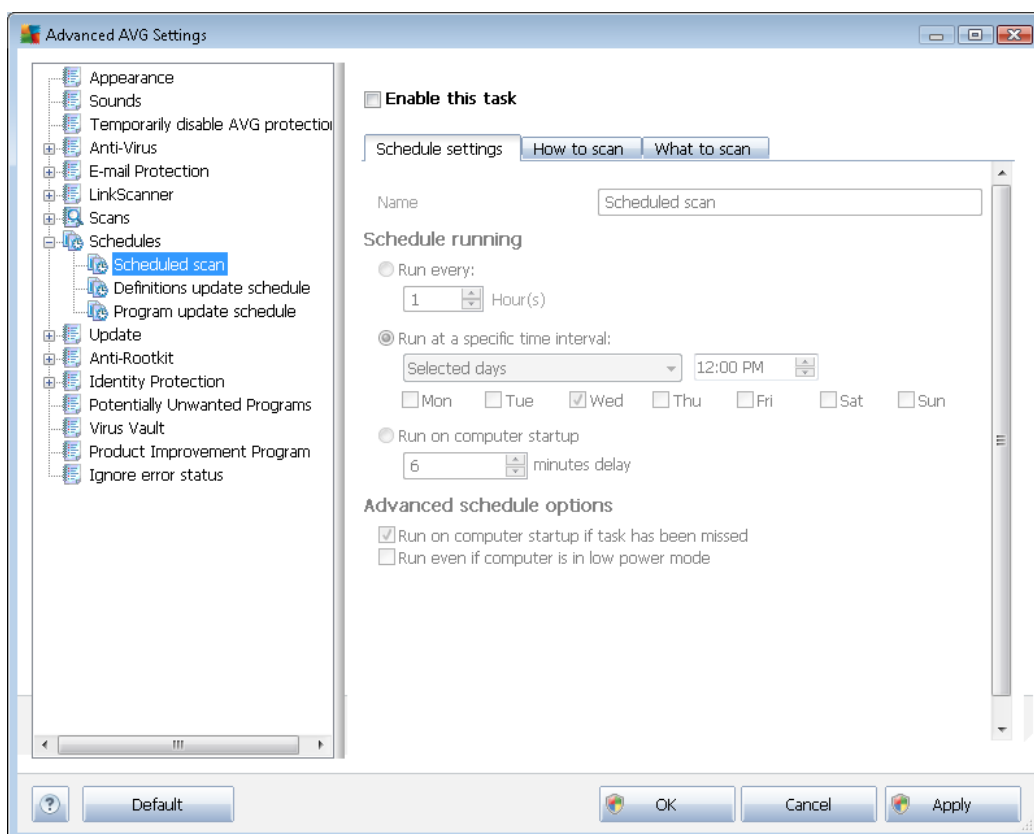 Advanced AVG Settings
Appearance
Sounds
Temporarily disable AVG protection
Anti-Virus
E-mail Protection
LinkScanner
Scans
Schedules
Scheduled scan
Definitions update schedule
Program update schedule
Update
Anti-Rootkit
Identity Protection
Potentially Unwanted Programs
Virus Vault
Product Improvement Program
Ignore error status
Enable this task
Schedule settings How to scan What to scan
Name Scheduled scan
Schedule running
Run every:
1 Hour(s)
Run at a specific time interval:
Selected days 12:00 PM
Mon Tue Wed Thu Fri Sat Sun
Run on computer startup
6 minutes delay
Advanced schedule options
Run on computer startup if task has been missed
Run even if computer is in low power mode
? Default OK Cancel Apply